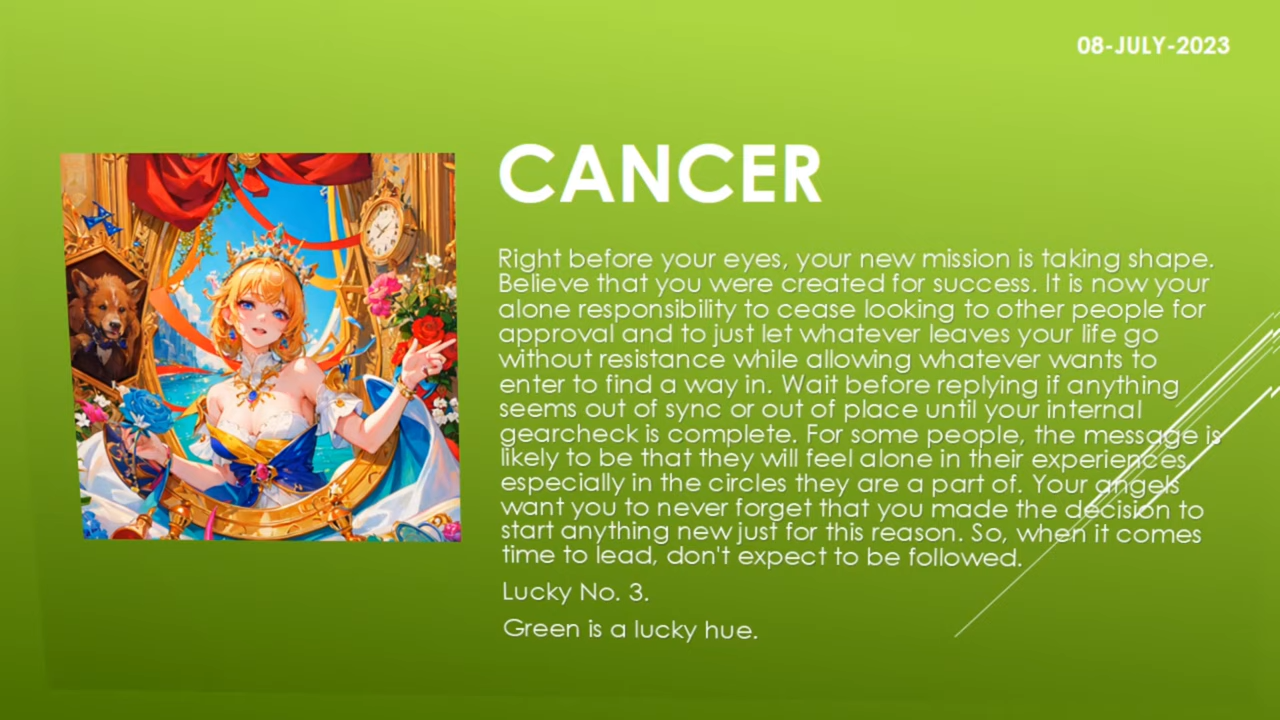 08-JULY-2023
CANCER
Right before your eyes, your new mission is taking shape.
Believe that you were created for success. It is now your
alone responsibility to cease looking to other people for
approval and to just let whatever leaves your life go
without resistance while allowing whatever wants to
enter to find a way in. Wait before replying if anything
seems out of sync or out of place until your internal
gearcheck is complete. For some people, the message is
likely to be that they will feel alone in their experiences,
especially in the circles they are a part of. Your angels
want you to never forget that you made the decision to
start anything new just for this reason. So, when it comes
time to lead, don't expect to be followed.
Lucky No. 3.
Green is a lucky hue.